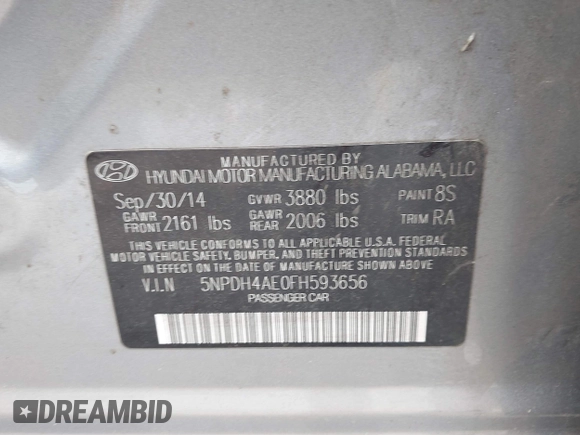 MANUFACTURED BY
HYUNDAI MOTOR MANUFACTURING ALABAMA, LLC
Sep/30/14 GVWR 3880 lbs PAINT 8S
GAWR FRONT 2161 lbs GAWR REAR 2006 lbs TRIM RA
THIS VEHICLE CONFORMS TO ALL APPLICABLE U.S.A. FEDERAL
MOTOR VEHICLE SAFETY, BUMPER, AND THEFT PREVENTION STANDARDS
IN EFFECT ON THE DATE OF MANUFACTURE SHOWN ABOVE.
V.I.N 5NPDH4AE0FH593656
PASSENGER CAR
DREAMBID